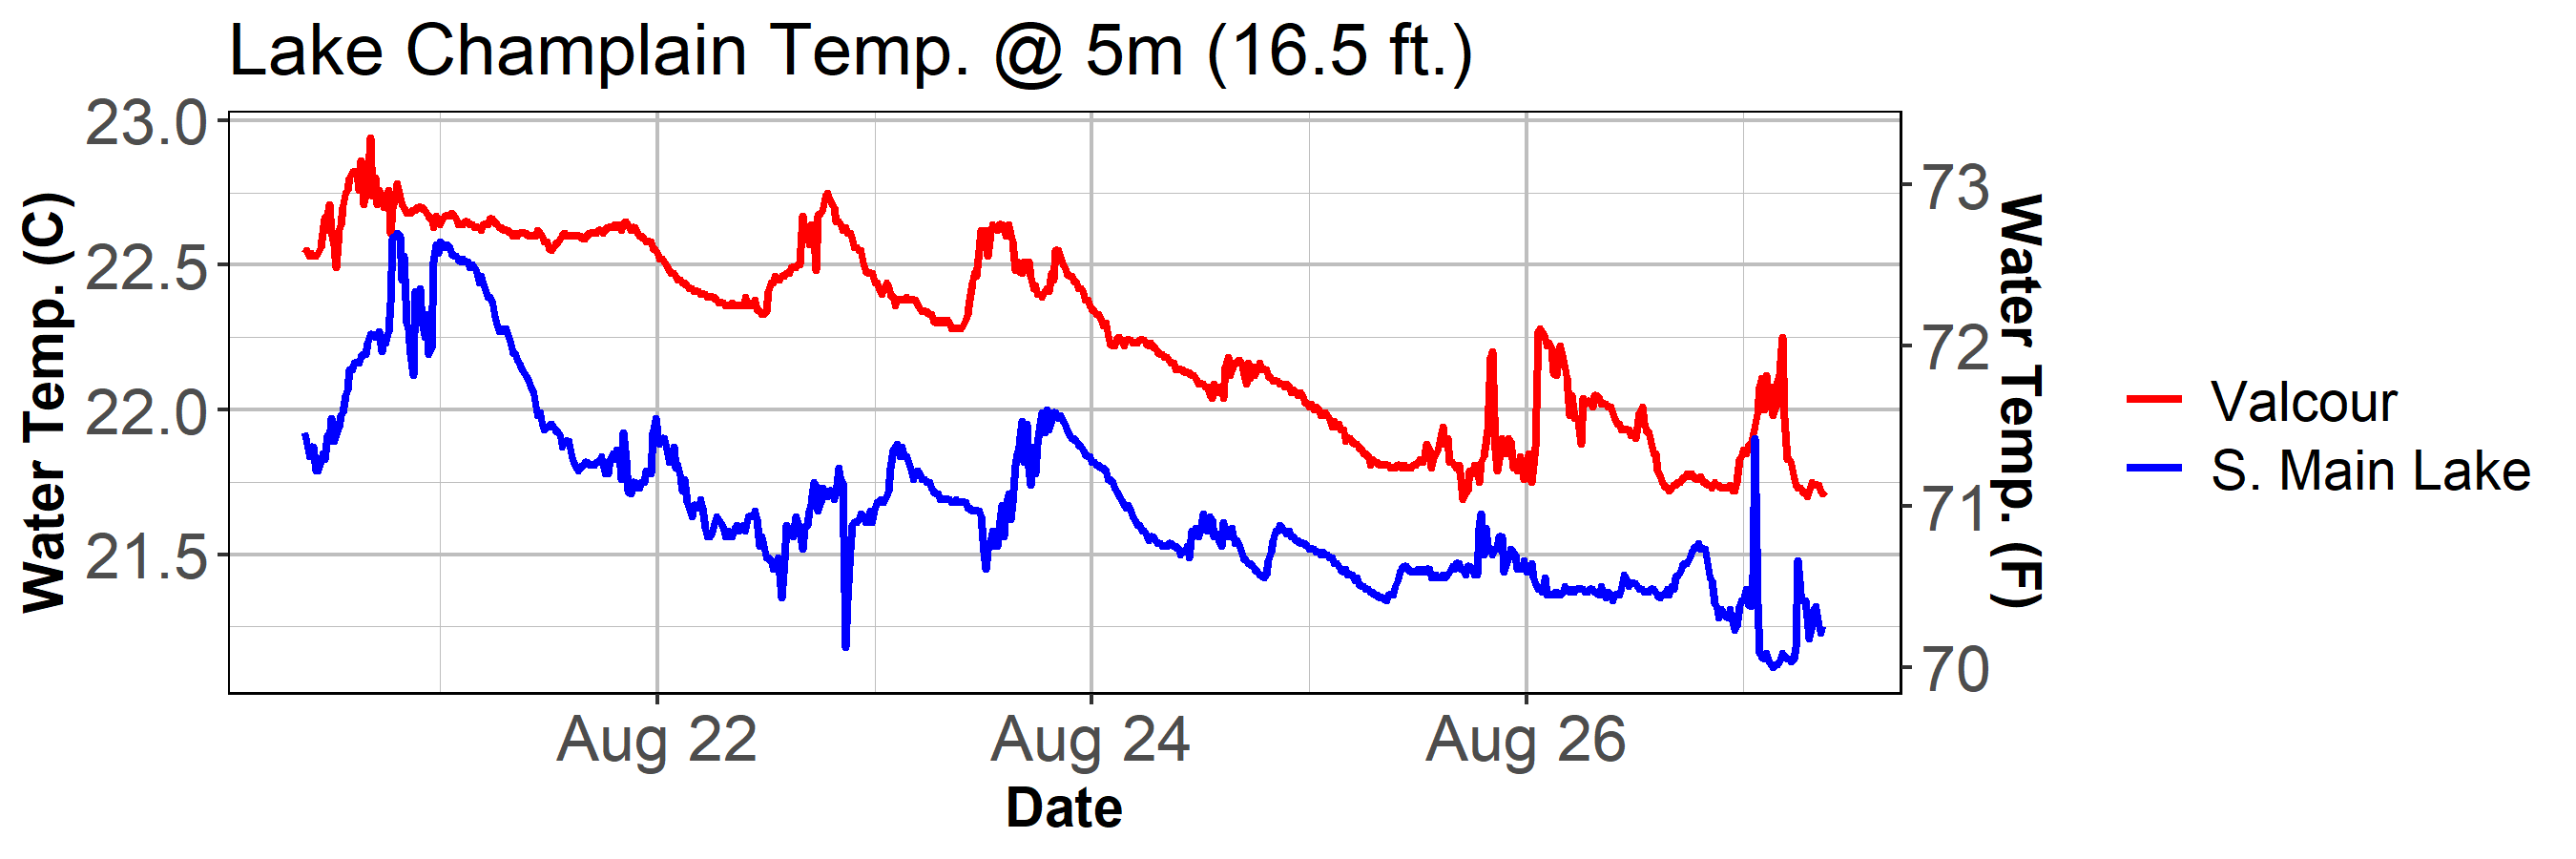 Lake Champlain Temp. @ 5m (16.5 ft.)
23.0
22.5
22.0
21.5
Water Temp. (C)
73
72
71
70
Water Temp. (F)
Aug 22
Aug 24
Aug 26
Date
Valcour
S. Main Lake